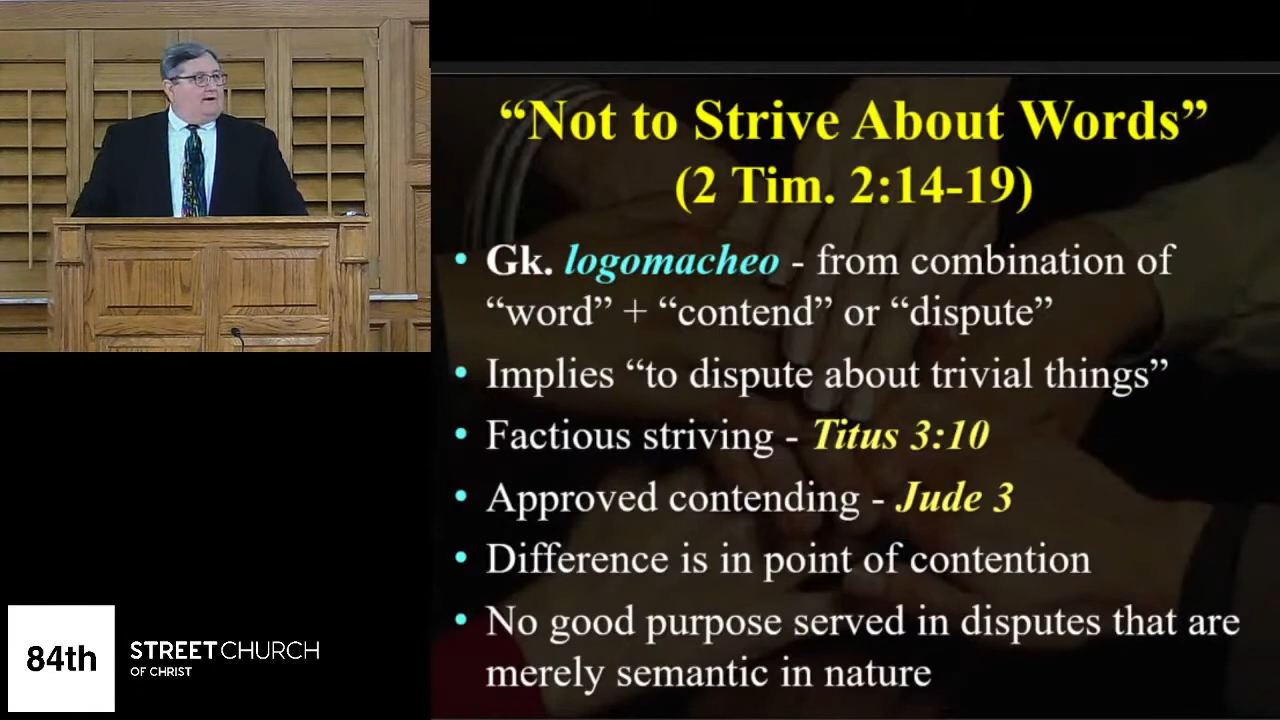 “Not to Strive About Words”
(2 Tim. 2:14-19)
• Gk. logomacheo - from combination of
“word” + “contend” or “dispute”
• Implies “to dispute about trivial things”
• Factious striving - Titus 3:10
• Approved contending - Jude 3
• Difference is in point of contention
• No good purpose served in disputes that are
merely semantic in nature
84th
STREETCHURCH
OF CHRIST